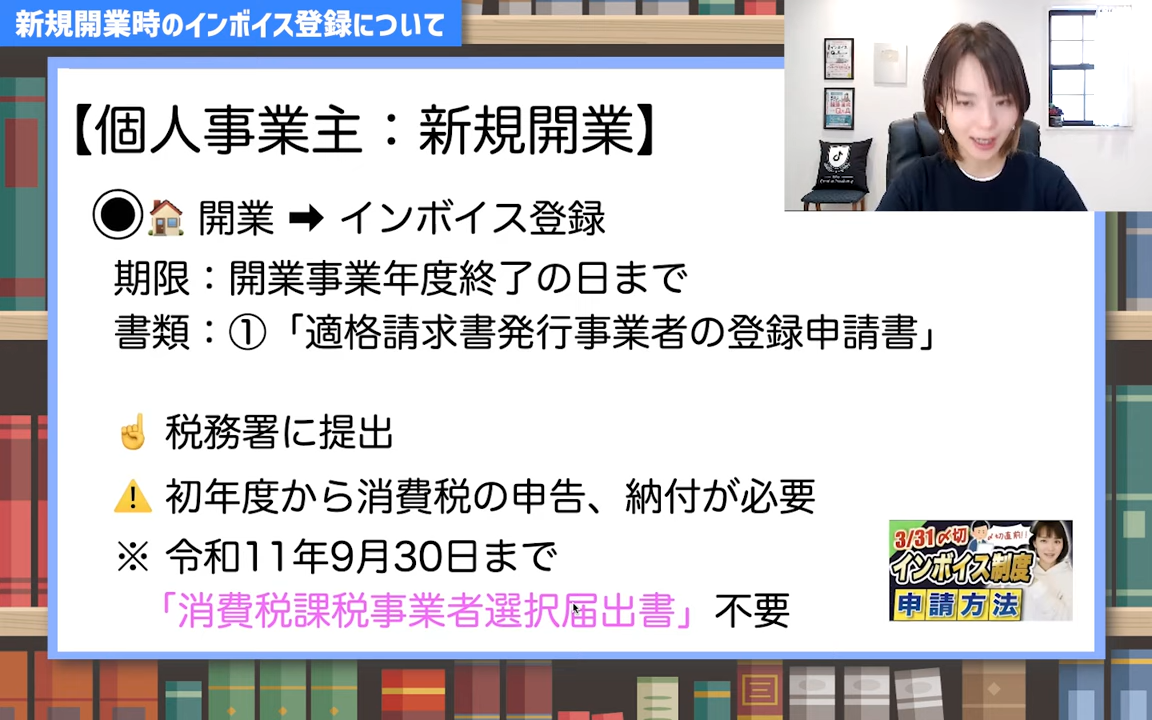 新規開業時のインボイス登録について
【個人事業主：新規開業】
開業 ➡ インボイス登録
期限：開業事業年度終了の日まで
書類：①「適格請求書発行事業者の登録申請書」
税務署に提出
初年度から消費税の申告、納付が必要
※ 令和11年9月30日まで
「消費税課税事業者選択届出書」不要
3/31〆切
〆切直前!!
インボイス制度
申請方法